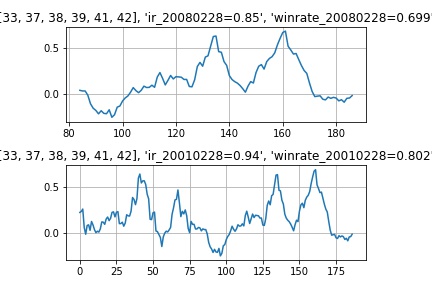 [33, 37, 38, 39, 41, 42], 'ir_20080228=0.85', 'winrate_20080228=0.699'
0.5
0.0
80 100 120 140 160 180
[33, 37, 38, 39, 41, 42], 'ir_20010228=0.94', 'winrate_20010228=0.802'
0.5
0.0
0 25 50 75 100 125 150 175